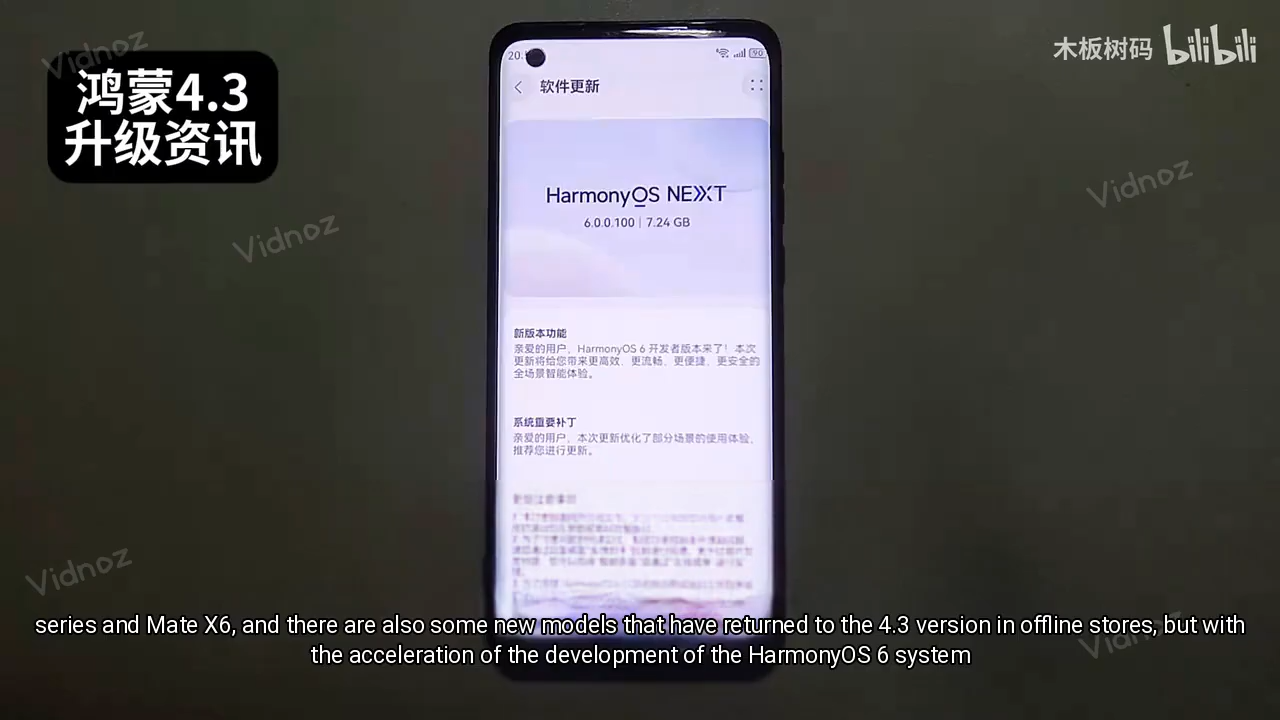 Vidnoz
鸿蒙4.3
升级资讯
木板树码 bilibili
20:
90
软件更新
HarmonyOS NEXT
6.0.0.100 | 7.24 GB
Vidnoz
Vidnoz
新版本功能
亲爱的用户，HarmonyOS 6 开发者版本来了！本次
更新将给您带来更高效、更流畅、更便捷、更安全的
全场景智能体验。
系统重要补丁
亲爱的用户，本次更新优化了部分场景的使用体验，
推荐您进行更新。
Vidnoz
Vidnoz
series and Mate X6, and there are also some new models that have returned to the 4.3 version in offline stores, but with
the acceleration of the development of the HarmonyOS 6 system